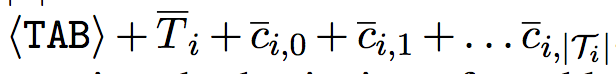 ⟨TAB⟩ + T̅ᵢ + c̅ᵢ,₀ + c̅ᵢ,₁ + … c̅ᵢ,|𝒯ᵢ|